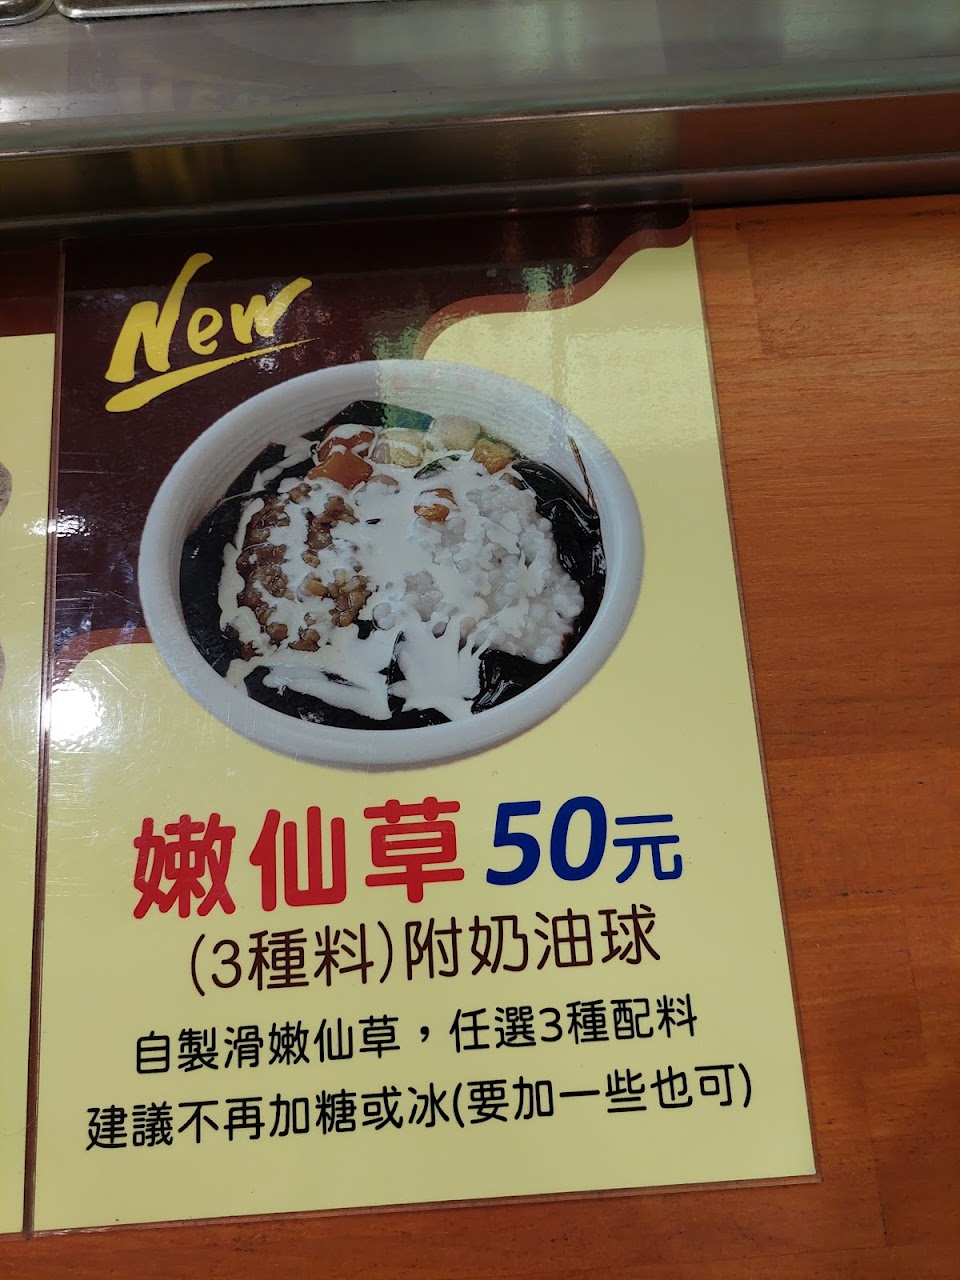 New
嫩仙草50元
(3種料)附奶油球
自製滑嫩仙草，任選3種配料
建議不再加糖或冰(要加一些也可)